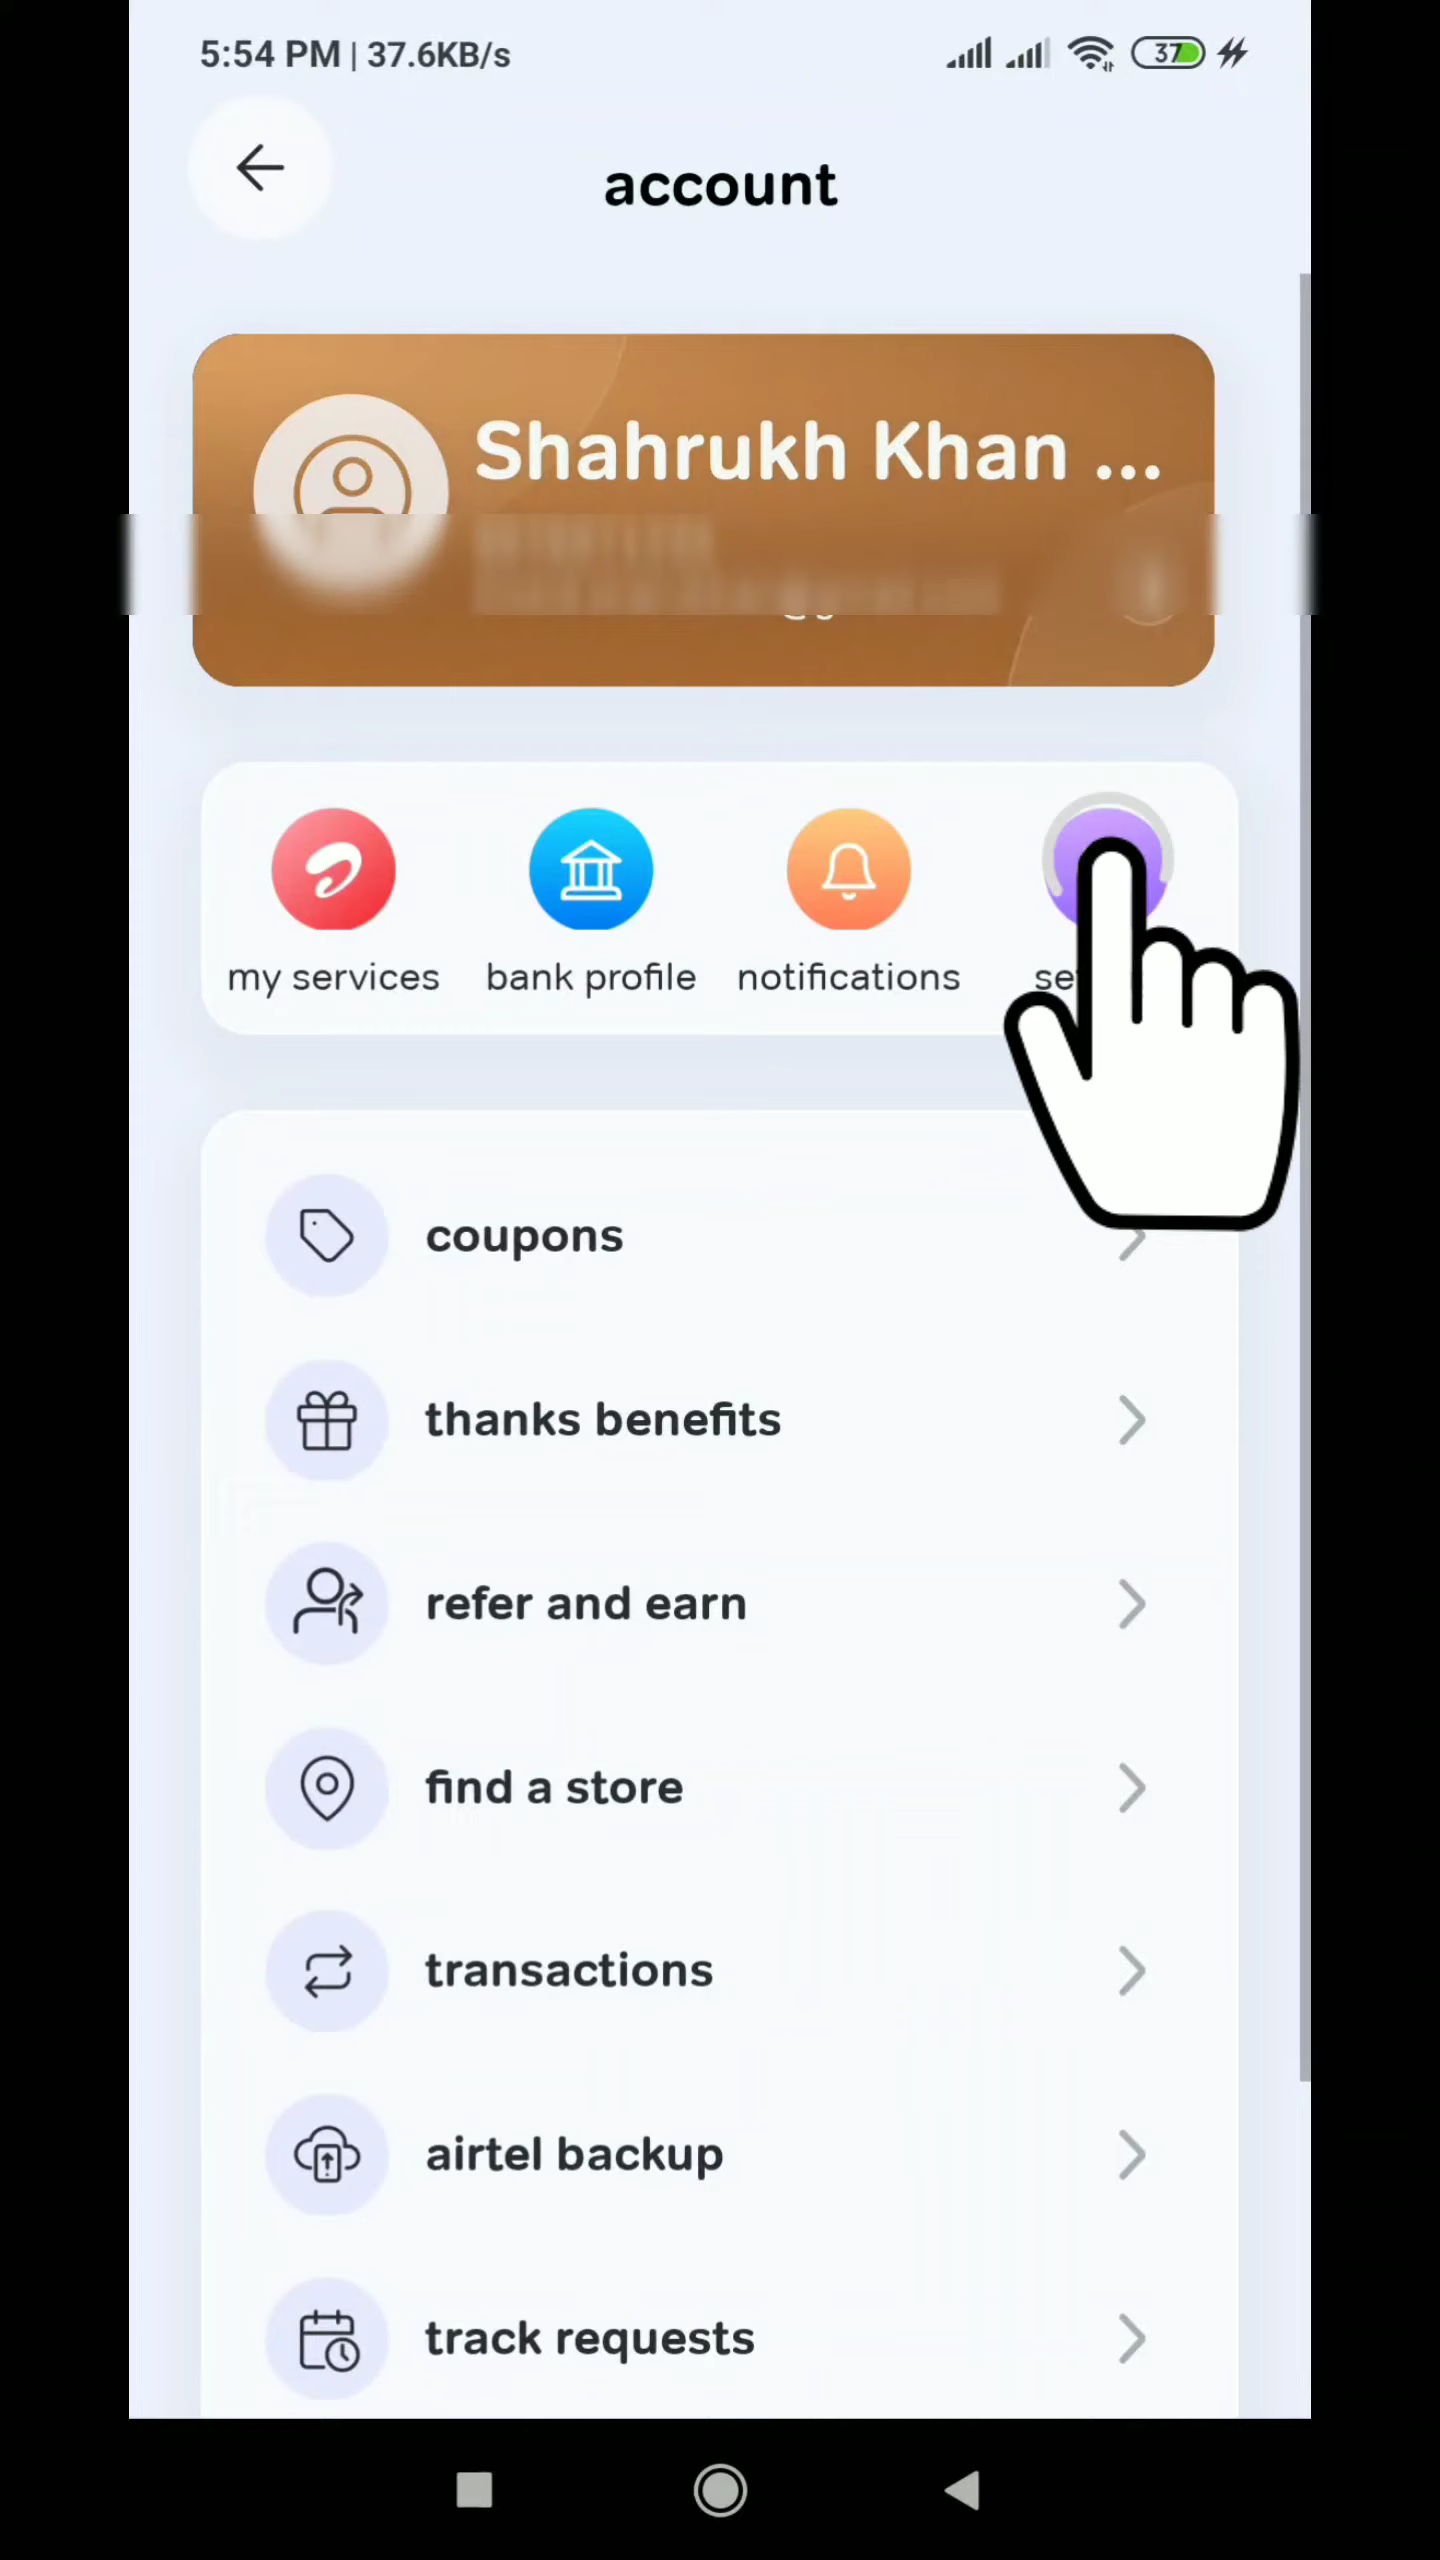 5:54 PM | 37.6KB/s
37
account
Shahrukh Khan ...
my services
bank profile
notifications
coupons
thanks benefits
refer and earn
find a store
transactions
airtel backup
track requests